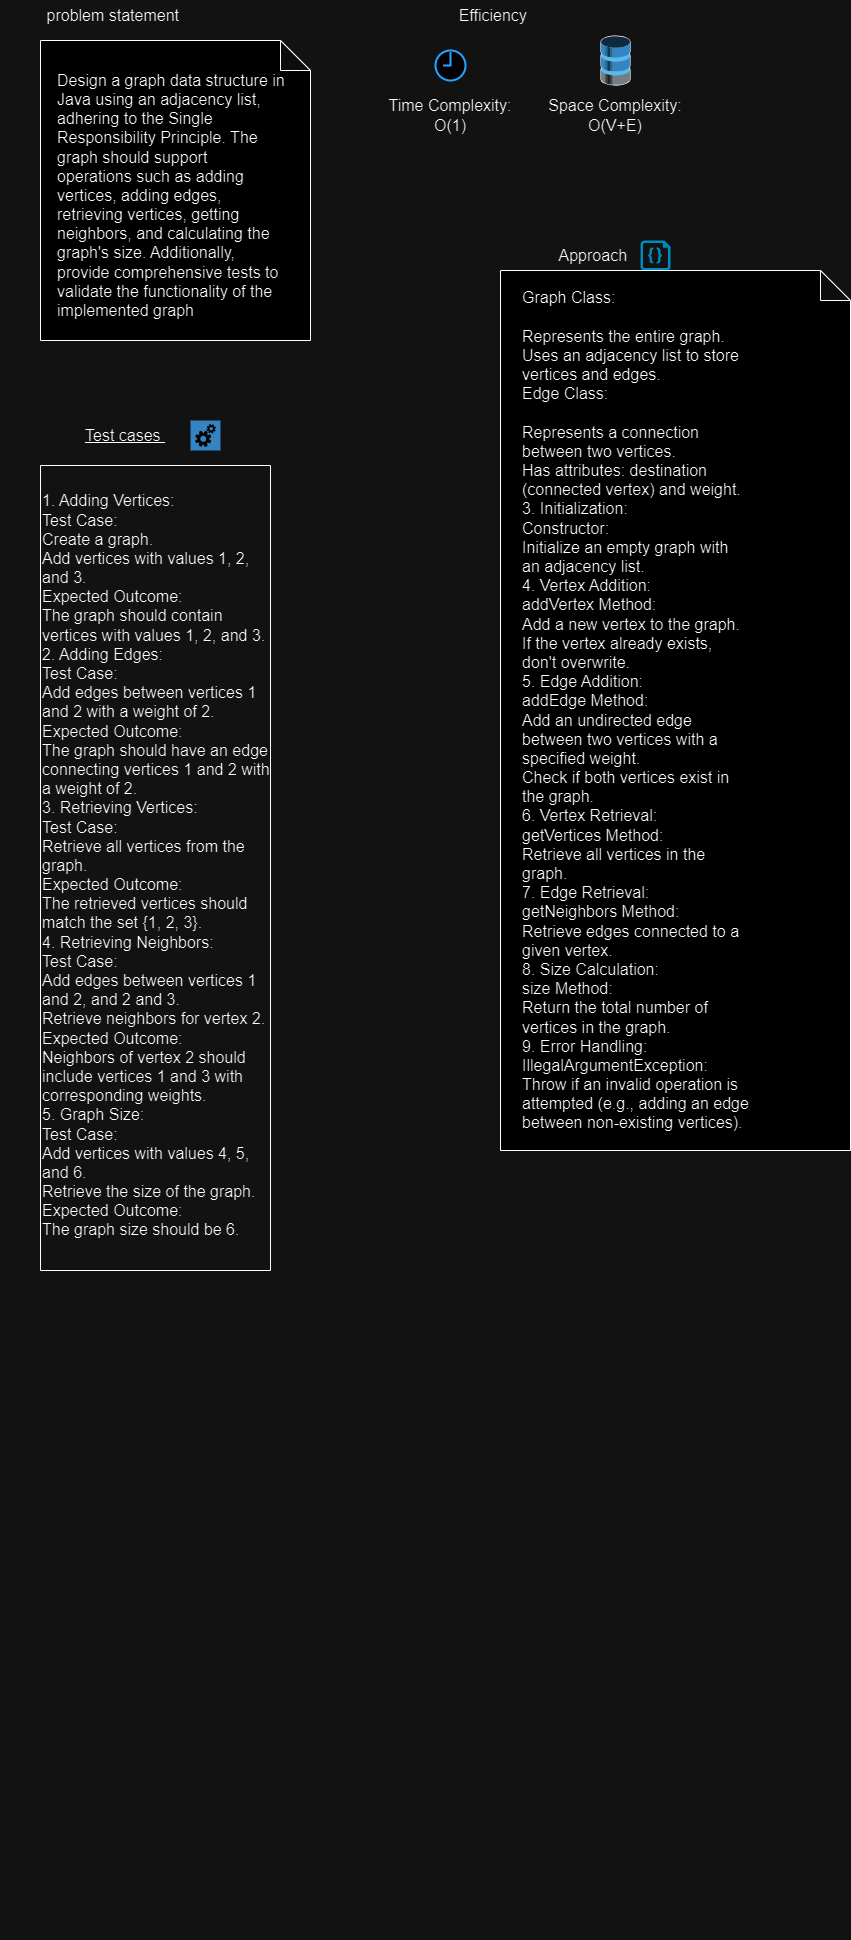 problem statement
Design a graph data structure in
Java using an adjacency list,
adhering to the Single
Responsibility Principle. The
graph should support
operations such as adding
vertices, adding edges,
retrieving vertices, getting
neighbors, and calculating the
graph's size. Additionally,
provide comprehensive tests to
validate the functionality of the
implemented graph
Efficiency
Time Complexity:
O(1)
Space Complexity:
O(V+E)
Approach
{}
Graph Class:
Represents the entire graph.
Uses an adjacency list to store
vertices and edges.
Edge Class:
Represents a connection
between two vertices.
Has attributes: destination
(connected vertex) and weight.
3. Initialization:
Constructor:
Initialize an empty graph with
an adjacency list.
4. Vertex Addition:
addVertex Method:
Add a new vertex to the graph.
If the vertex already exists,
don't overwrite.
5. Edge Addition:
addEdge Method:
Add an undirected edge
between two vertices with a
specified weight.
Check if both vertices exist in
the graph.
6. Vertex Retrieval:
getVertices Method:
Retrieve all vertices in the
graph.
7. Edge Retrieval:
getNeighbors Method:
Retrieve edges connected to a
given vertex.
8. Size Calculation:
size Method:
Return the total number of
vertices in the graph.
9. Error Handling:
IllegalArgumentException:
Throw if an invalid operation is
attempted (e.g., adding an edge
between non-existing vertices).
Test cases
1. Adding Vertices:
Test Case:
Create a graph.
Add vertices with values 1, 2,
and 3.
Expected Outcome:
The graph should contain
vertices with values 1, 2, and 3.
2. Adding Edges:
Test Case:
Add edges between vertices 1
and 2 with a weight of 2.
Expected Outcome:
The graph should have an edge
connecting vertices 1 and 2 with
a weight of 2.
3. Retrieving Vertices:
Test Case:
Retrieve all vertices from the
graph.
Expected Outcome:
The retrieved vertices should
match the set {1, 2, 3}.
4. Retrieving Neighbors:
Test Case:
Add edges between vertices 1
and 2, and 2 and 3.
Retrieve neighbors for vertex 2.
Expected Outcome:
Neighbors of vertex 2 should
include vertices 1 and 3 with
corresponding weights.
5. Graph Size:
Test Case:
Add vertices with values 4, 5,
and 6.
Retrieve the size of the graph.
Expected Outcome:
The graph size should be 6.